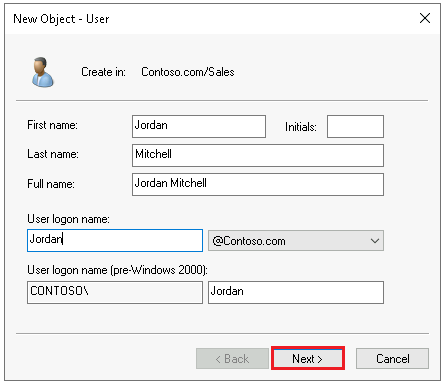 New Object - User
Create in: Contoso.com/Sales
First name: Jordan Initials:
Last name: Mitchell
Full name: Jordan Mitchell
User logon name:
Jordan @Contoso.com
User logon name (pre-Windows 2000):
CONTOSO\ Jordan
< Back Next > Cancel